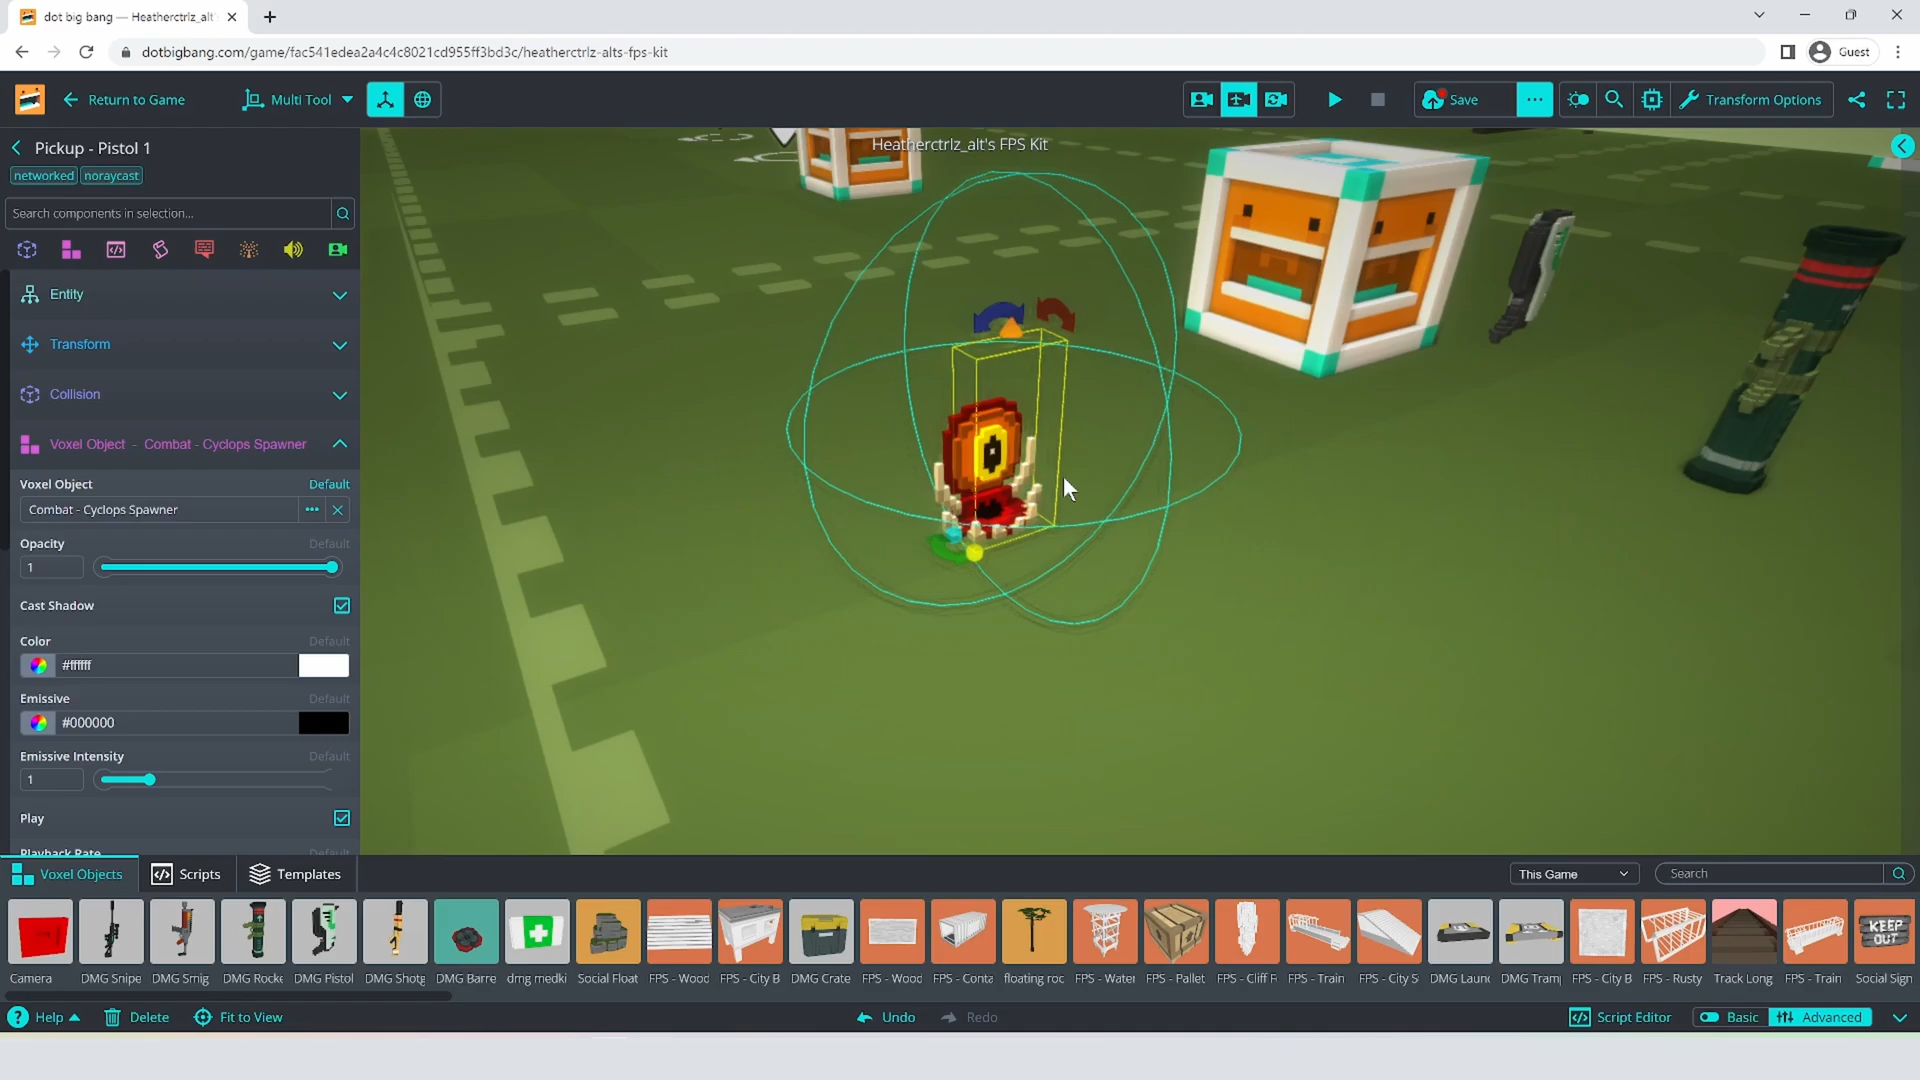 dot big bang — Heatherctrlz_alt'
dotbigbang.com/game/fac541edea2a4c4c8021cd955ff3bd3c/heatherctrlz-alts-fps-kit
Guest
Return to Game
Multi Tool
Save
Transform Options
Pickup - Pistol 1
Heatherctrlz_alt's FPS Kit
networked
noraycast
Search components in selection...
Entity
Transform
Collision
Voxel Object - Combat - Cyclops Spawner
Voxel Object
Default
Combat - Cyclops Spawner
Opacity
Default
1
Cast Shadow
Color
Default
#ffffff
Emissive
Default
#000000
Emissive Intensity
Default
1
Play
Playback Rate
Default
Voxel Objects
Scripts
Templates
This Game
Search
KEEP
OUT
Camera
DMG Snipe
DMG Smig
DMG Rocke
DMG Pistol
DMG Shotg
DMG Barre
dmg medki
Social Float
FPS - Wood
FPS - City B
DMG Crate
FPS - Wood
FPS - Conta
floating roc
FPS - Water
FPS - Pallet
FPS - Cliff F
FPS - Train
FPS - City S
DMG Laun
DMG Tramp
FPS - City B
FPS - Rusty
Track Long
FPS - Train
Social Sign
Help
Delete
Fit to View
Undo
Redo
Script Editor
Basic
Advanced